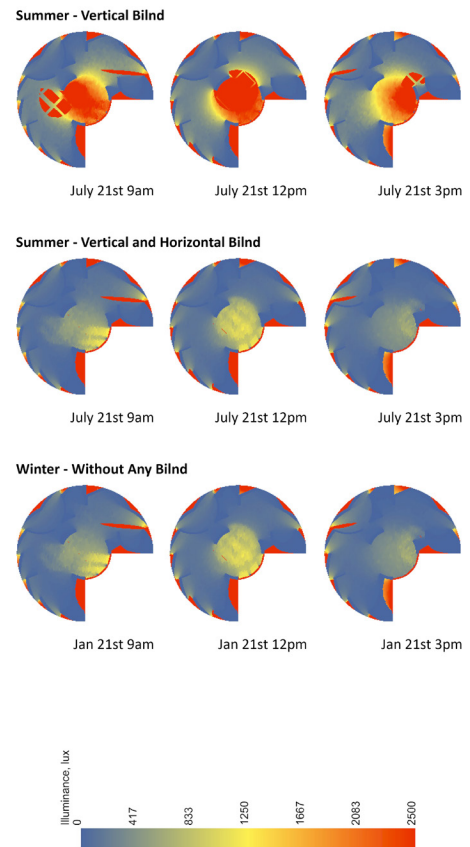 Summer - Vertical Bilnd
July 21st 9am
July 21st 12pm
July 21st 3pm
Summer - Vertical and Horizontal Bilnd
July 21st 9am
July 21st 12pm
July 21st 3pm
Winter - Without Any Bilnd
Jan 21st 9am
Jan 21st 12pm
Jan 21st 3pm
Illuminance, lux
0
417
833
1250
1667
2083
2500